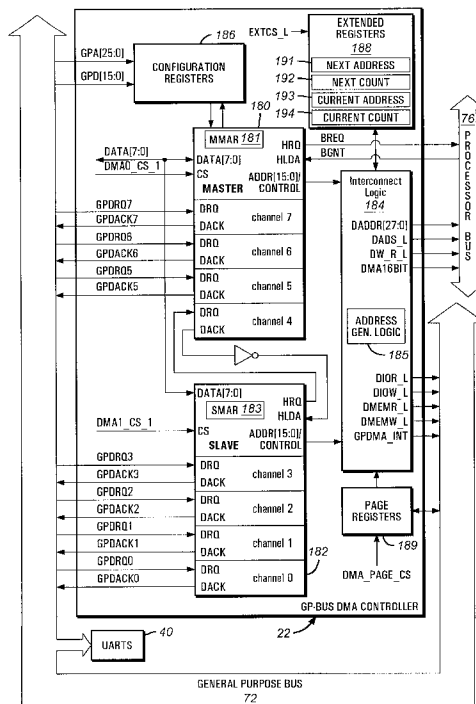 EXTENDED
REGISTERS
188
EXTCS_L
186
CONFIGURATION
REGISTERS
GPA[25:0]
GPD[15:0]
191
NEXT ADDRESS
192
NEXT COUNT
193
CURRENT ADDRESS
194
CURRENT COUNT
180
MMAR 181
HRQ
BREQ
HLDA
BGNT
DATA[7:0]
DATA[7:0]
DMA0_CS_1
CS
MASTER
ADDR[15:0]/
CONTROL
76
PROCESSOR
BUS
Interconnect
Logic
184
GPDRQ7
DRQ
GPDACK7
DACK
channel 7
GPDRQ6
DRQ
GPDACK6
DACK
channel 6
GPDRQ5
DRQ
GPDACK5
DACK
channel 5
DRQ
DACK
channel 4
DADDR(27:0]
DADS_L
DW_R_L
DMA16BIT
ADDRESS
GEN. LOGIC
185
DATA[7:0]
SMAR 183
HRQ
HLDA
DMA1_CS_1
CS
SLAVE
ADDR[15:0]/
CONTROL
DIOR_L
DIOW_L
DMEMR_L
DMEMW_L
GPDMA_INT
GPDRQ3
DRQ
GPDACK3
DACK
channel 3
GPDRQ2
DRQ
GPDACK2
DACK
channel 2
GPDRQ1
DRQ
GPDACK1
DACK
channel 1
GPDRQ0
DRQ
GPDACK0
DACK
channel 0
182
PAGE
REGISTERS
189
DMA_PAGE_CS
GP-BUS DMA CONTROLLER
22
UARTS
40
GENERAL PURPOSE BUS
72